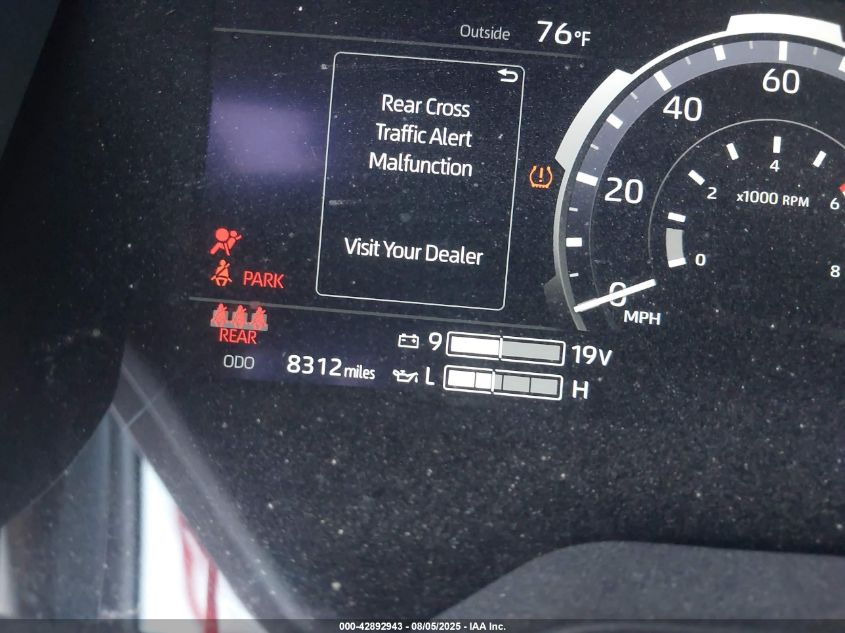 Outside 76°F
Rear Cross
Traffic Alert
Malfunction
Visit Your Dealer
PARK
REAR
ODO 8312 miles
9 19V
L H
60
40
20
0
MPH
4
2
x1000 RPM
6
0
8
000-42892943 - 08/05/2025 - IAA Inc.